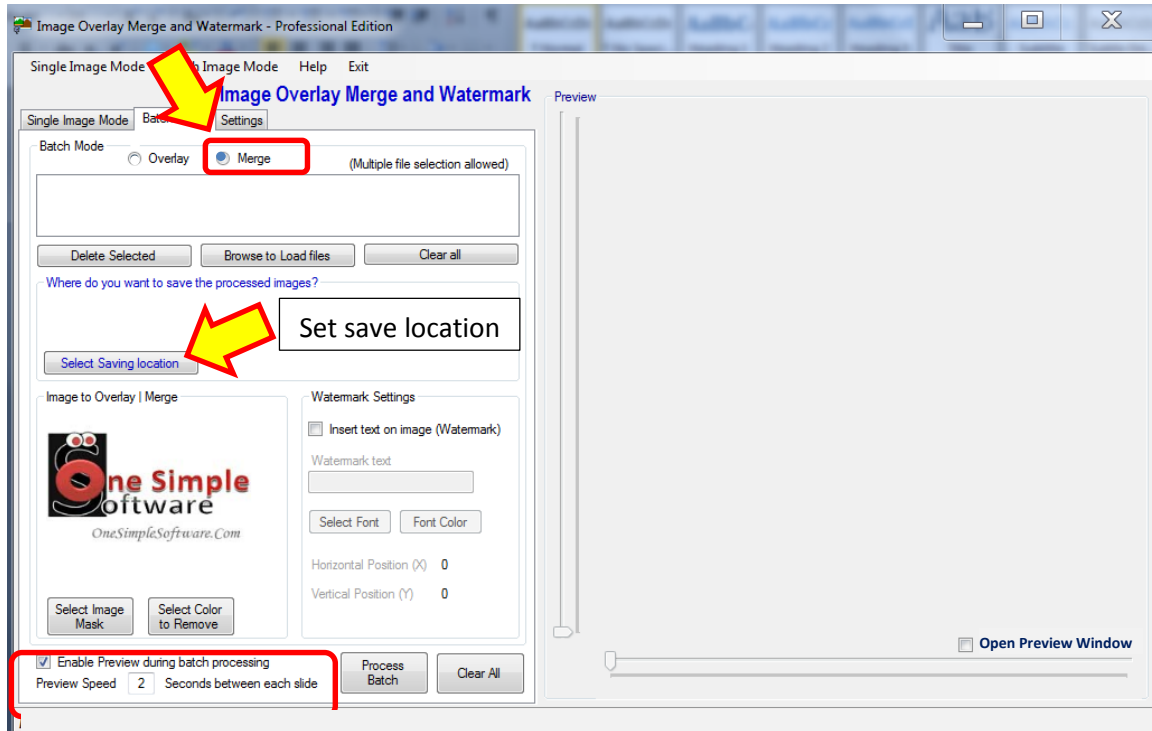 Image Overlay Merge and Watermark - Professional Edition
Single Image Mode Image Mode Help Exit
Image Overlay Merge and Watermark
Preview
Single Image Mode Settings
Batch Mode
Overlay Merge (Multiple file selection allowed)
Delete Selected Browse to Load files Clear all
Where do you want to save the processed images?
Set save location
Select Saving location
Image to Overlay | Merge
Watermark Settings
Insert text on image (Watermark)
Watermark text
One Simple
Software
OneSimpleSoftware.Com
Select Font Font Color
Horizontal Position (X) 0
Vertical Position (Y) 0
Select Image Mask
Select Color to Remove
Open Preview Window
Enable Preview during batch processing
Preview Speed 2 Seconds between each slide
Process Batch
Clear All